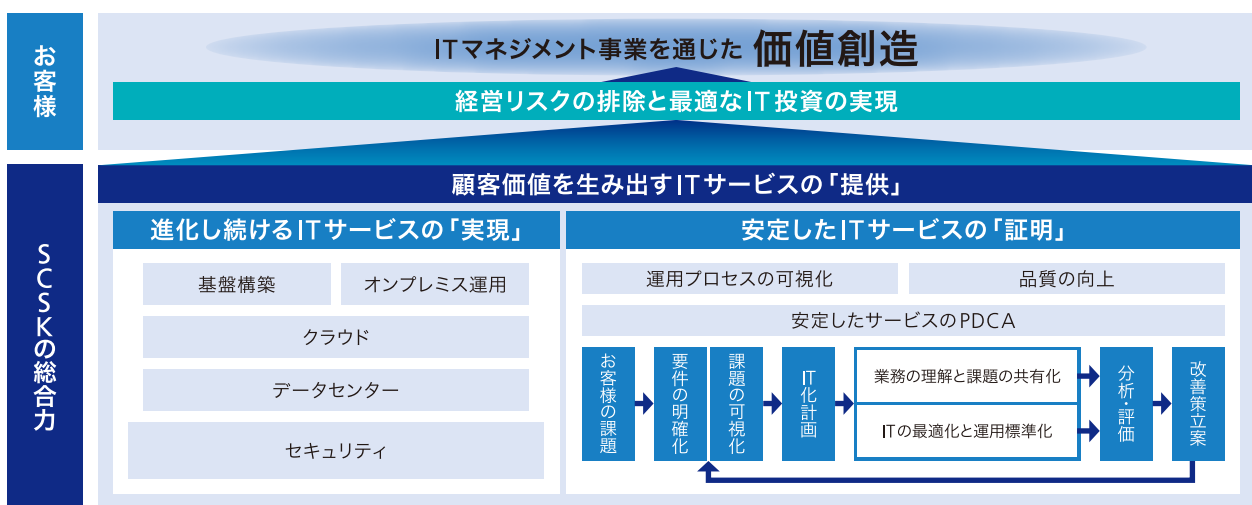 お客様
ITマネジメント事業を通じた 価値創造
経営リスクの排除と最適なIT投資の実現
SCSKの総合力
顧客価値を生み出すITサービスの「提供」
進化し続けるITサービスの「実現」
基盤構築
オンプレミス運用
クラウド
データセンター
セキュリティ
安定したITサービスの「証明」
運用プロセスの可視化
品質の向上
安定したサービスのPDCA
お客様の課題
要件の明確化
課題の可視化
IT化計画
業務の理解と課題の共有化
ITの最適化と運用標準化
分析・評価
改善策立案